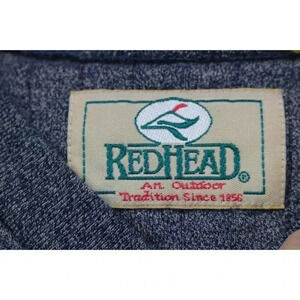 REDHEAD®
An Outdoor
Tradition Since 1856